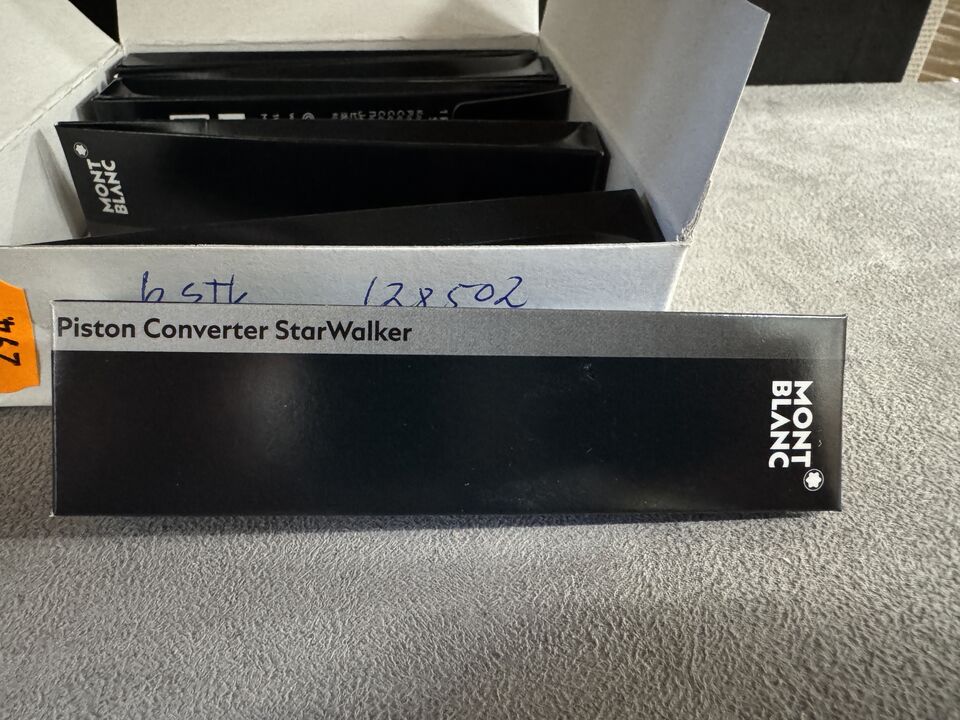 MONT
BLANC
6 stk 128502
Piston Converter StarWalker
MONT
BLANC